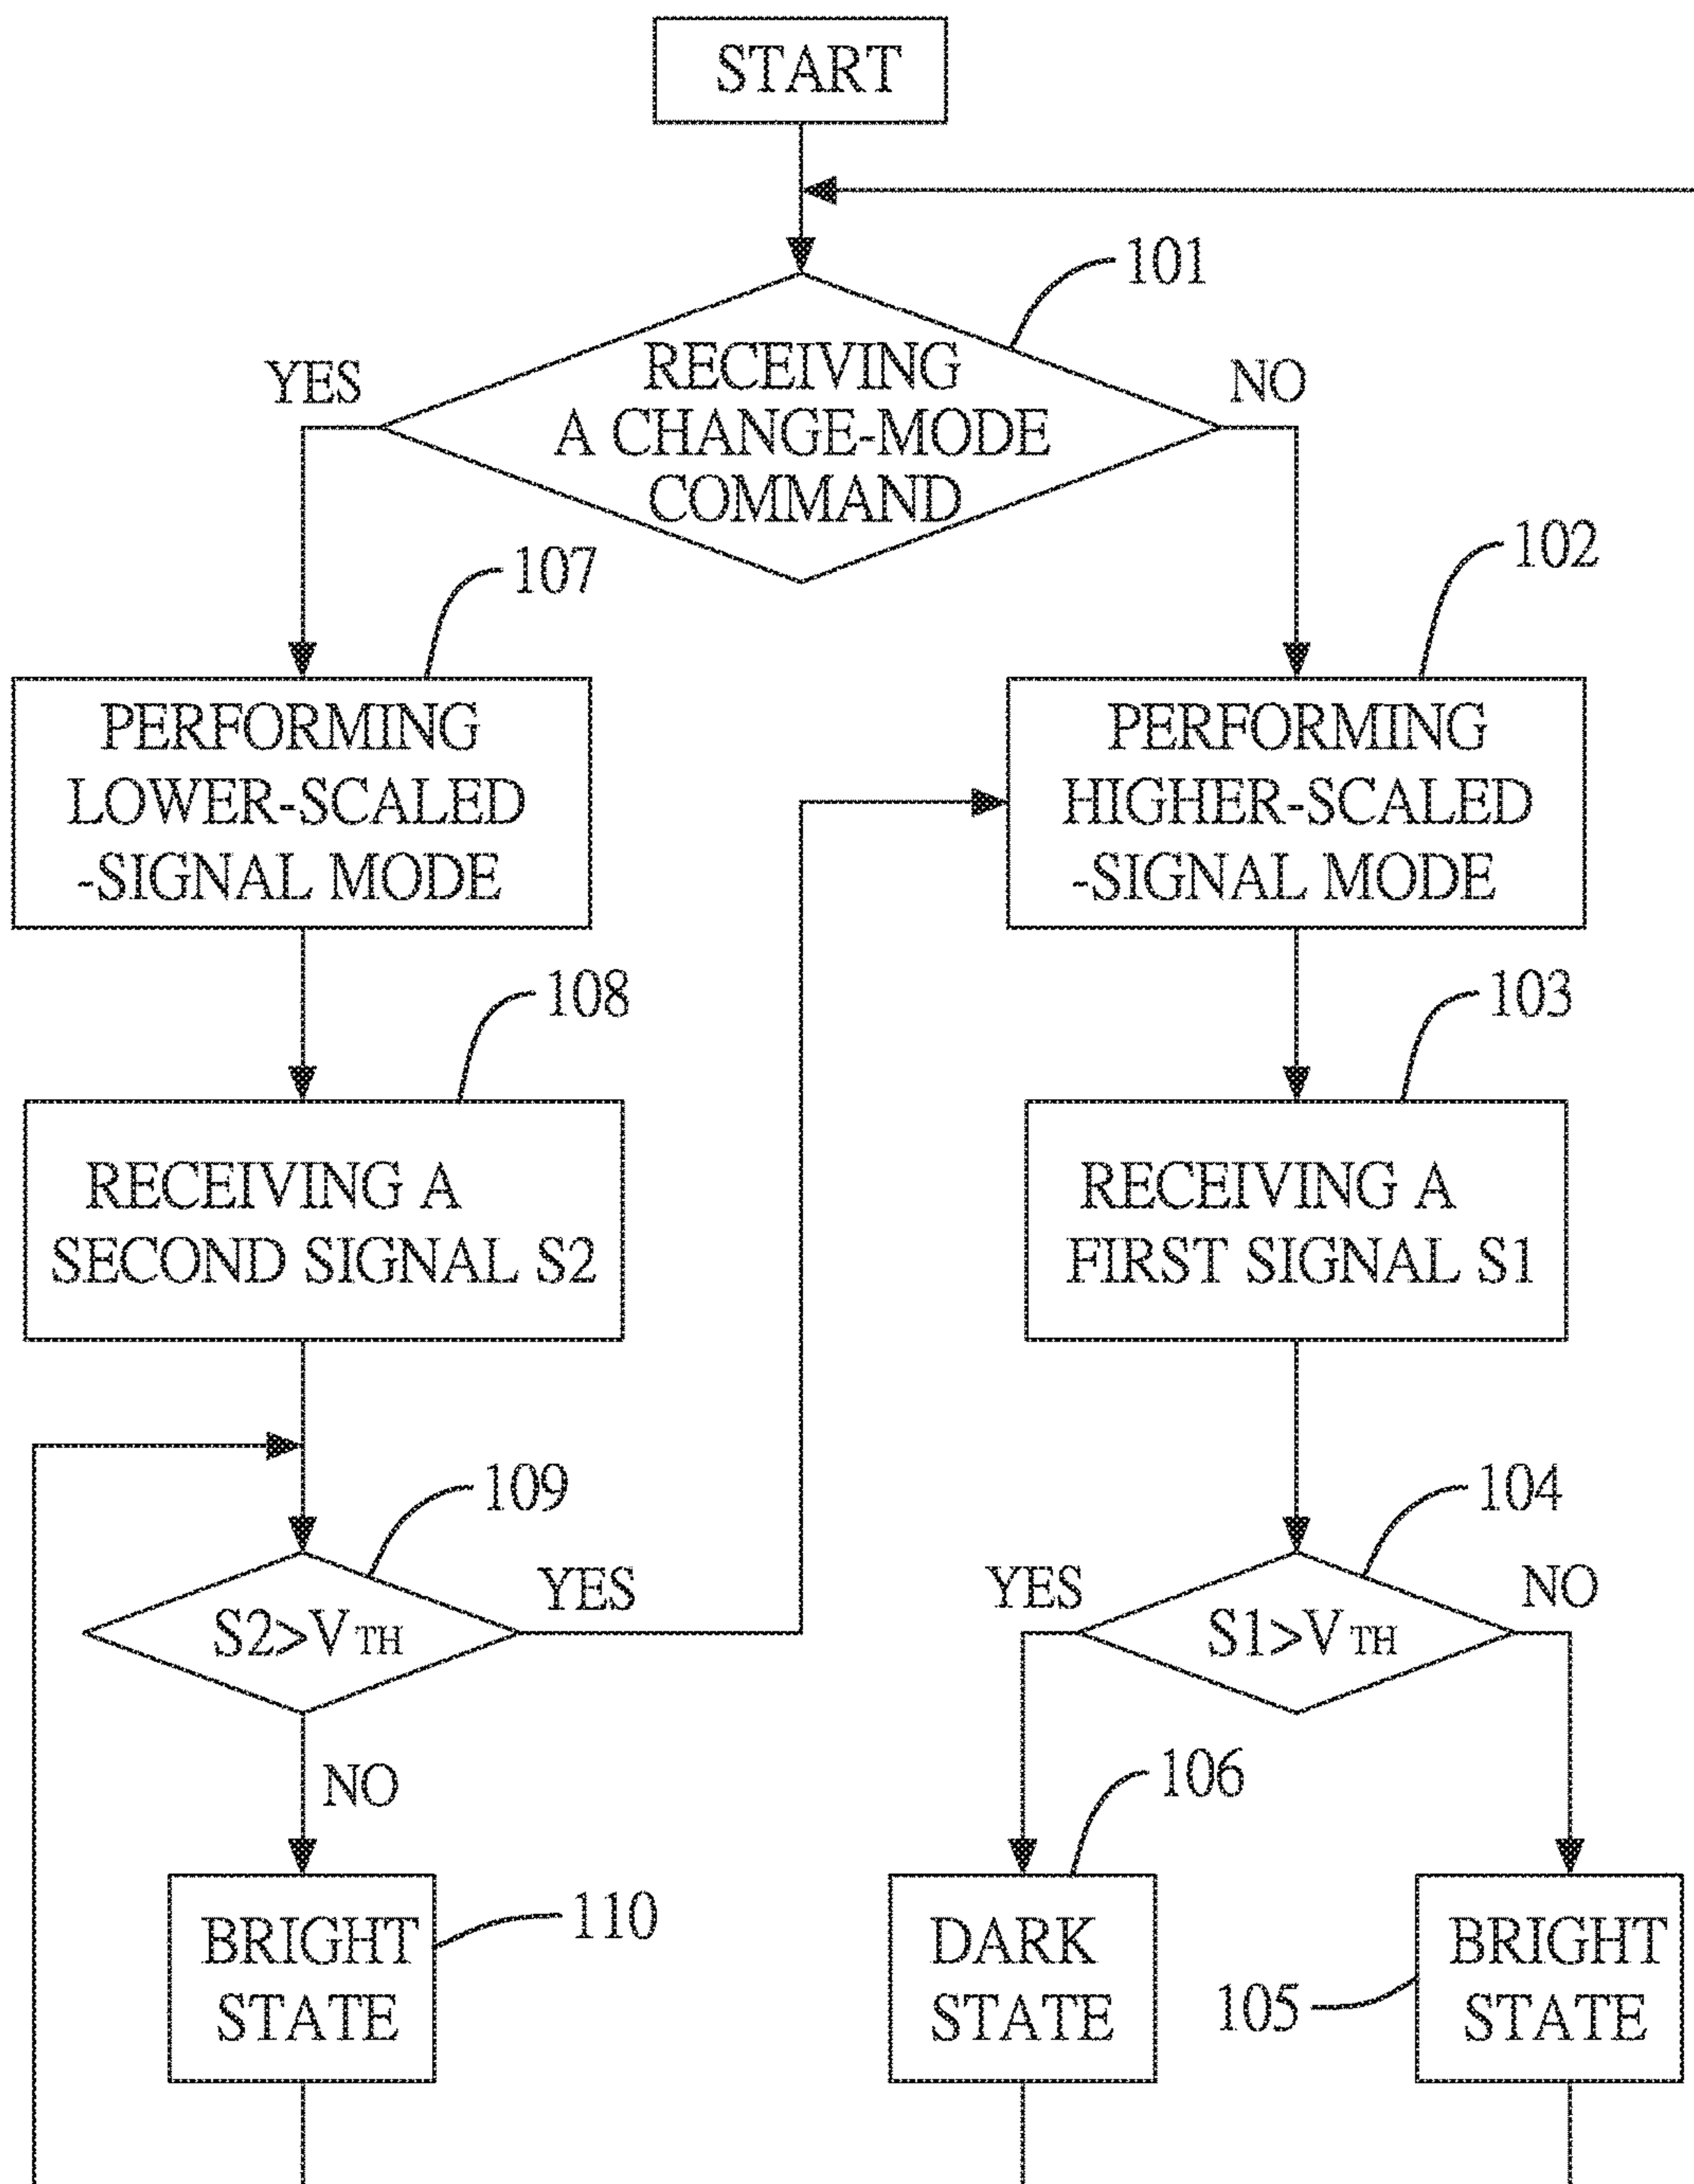 START
101
YES
NO
RECEIVING
A CHANGE-MODE
COMMAND
107
102
PERFORMING
LOWER-SCALED
-SIGNAL MODE
PERFORMING
HIGHER-SCALED
-SIGNAL MODE
108
103
RECEIVING A
SECOND SIGNAL S2
RECEIVING A
FIRST SIGNAL S1
109
104
YES
YES
NO
S2>VTH
S1>VTH
NO
106
BRIGHT
STATE
110
DARK
STATE
105
BRIGHT
STATE